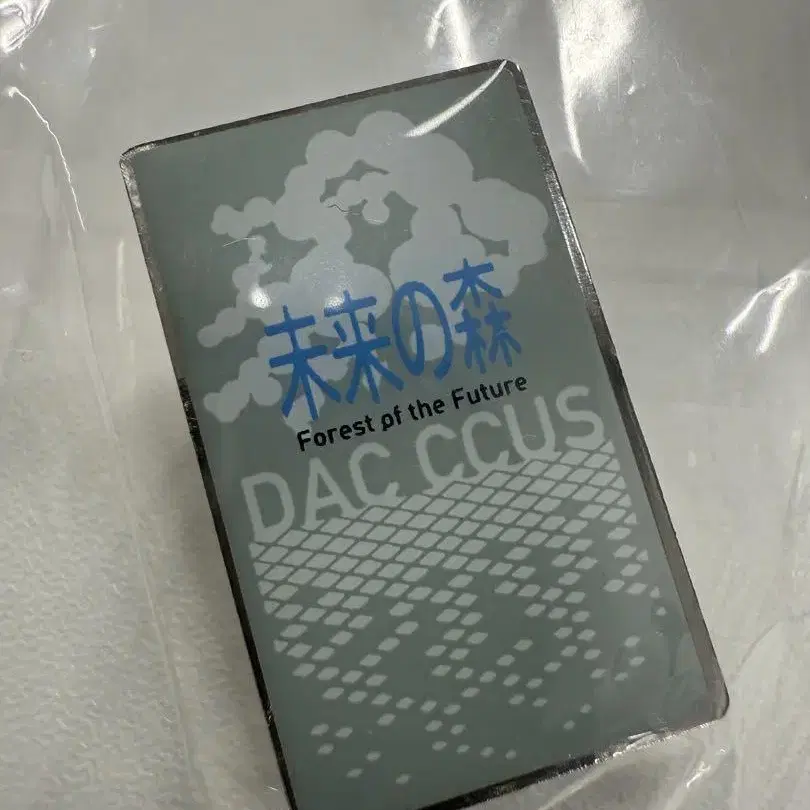 未来の森
Forest of the Future
DAC CCUS